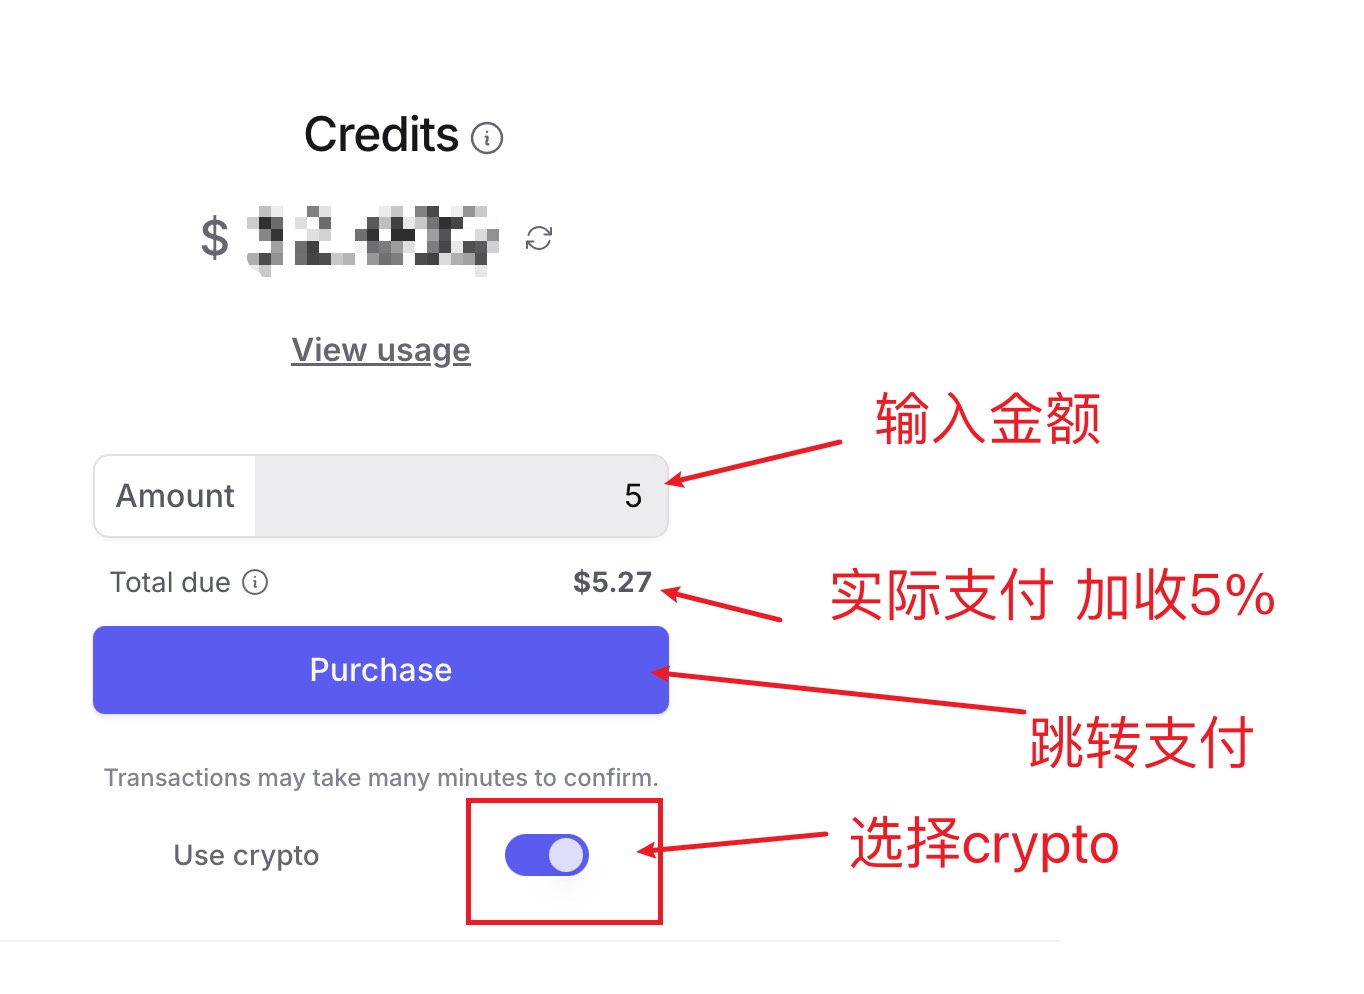 Credits
$
View usage
输入金额
Amount 5
Total due $5.27
实际支付 加收5%
Purchase
跳转支付
Transactions may take many minutes to confirm.
Use crypto
选择crypto